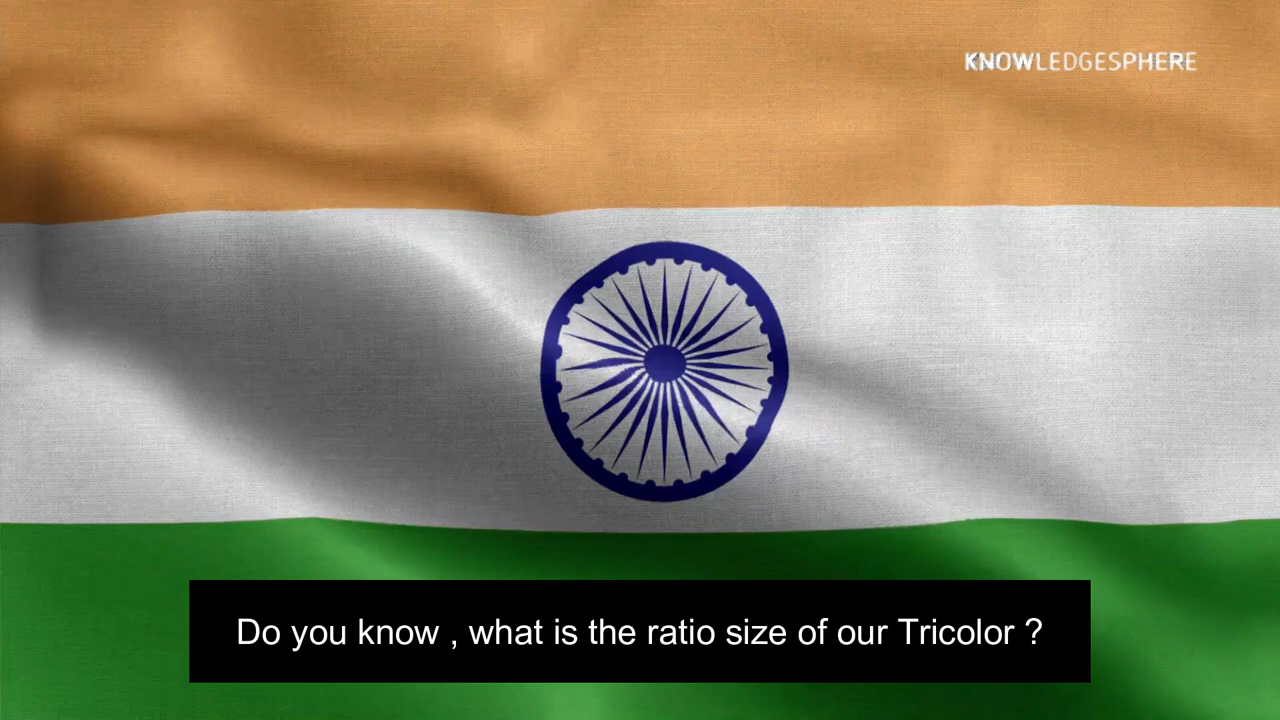 KNOWLEDGESPHERE
Do you know , what is the ratio size of our Tricolor ?